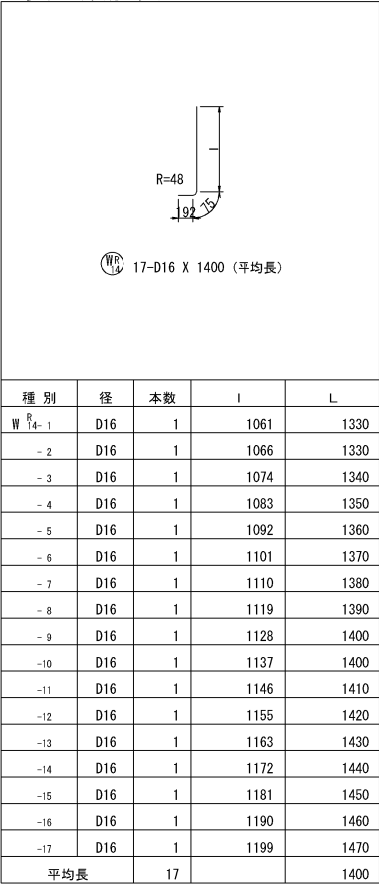 l
R=48
192
75
WR14 17-D16 X 1400 (平均長)
種 別 径 本数 l L
W R14- 1 D16 1 1061 1330
- 2 D16 1 1066 1330
- 3 D16 1 1074 1340
- 4 D16 1 1083 1350
- 5 D16 1 1092 1360
- 6 D16 1 1101 1370
- 7 D16 1 1110 1380
- 8 D16 1 1119 1390
- 9 D16 1 1128 1400
-10 D16 1 1137 1400
-11 D16 1 1146 1410
-12 D16 1 1155 1420
-13 D16 1 1163 1430
-14 D16 1 1172 1440
-15 D16 1 1181 1450
-16 D16 1 1190 1460
-17 D16 1 1199 1470
平均長 17 1400